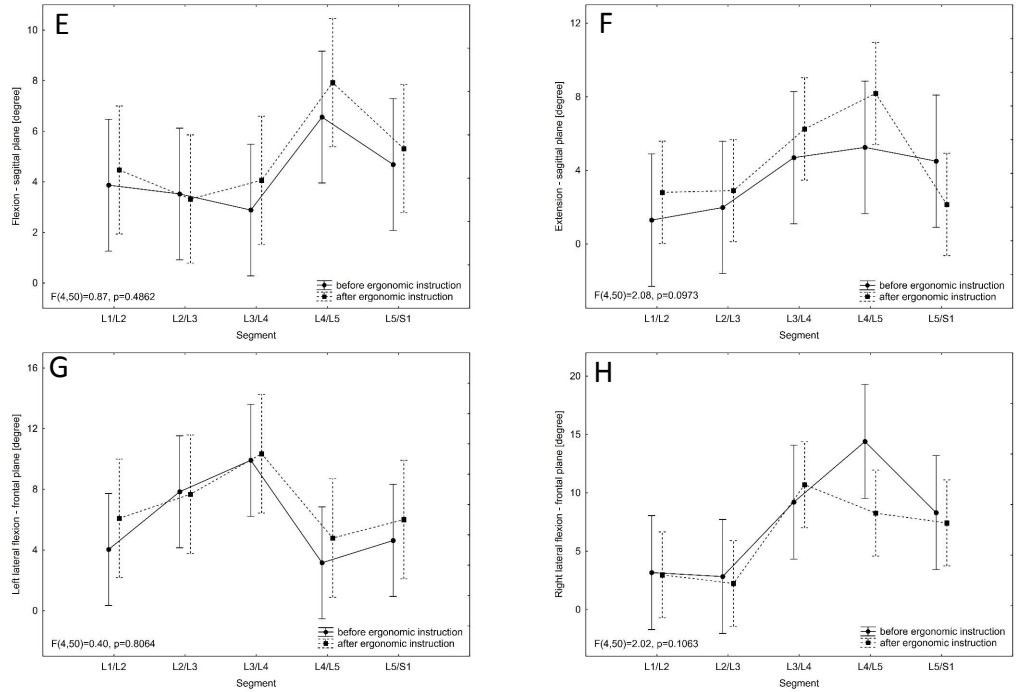 E
Flexion - sagittal plane [degree]
10
8
6
4
2
0
F(4,50)=0.87, p=0.4862
before ergonomic instruction
after ergonomic instruction
L1/L2 L2/L3 L3/L4 L4/L5 L5/S1
Segment
F
Extension - sagittal plane [degree]
12
8
4
0
F(4,50)=2.08, p=0.0973
before ergonomic instruction
after ergonomic instruction
L1/L2 L2/L3 L3/L4 L4/L5 L5/S1
Segment
G
Left lateral flexion - frontal plane [degree]
16
12
8
4
0
F(4,50)=0.40, p=0.8064
before ergonomic instruction
after ergonomic instruction
L1/L2 L2/L3 L3/L4 L4/L5 L5/S1
Segment
H
Right lateral flexion - frontal plane [degree]
20
15
10
5
0
F(4,50)=2.02, p=0.1063
before ergonomic instruction
after ergonomic instruction
L1/L2 L2/L3 L3/L4 L4/L5 L5/S1
Segment